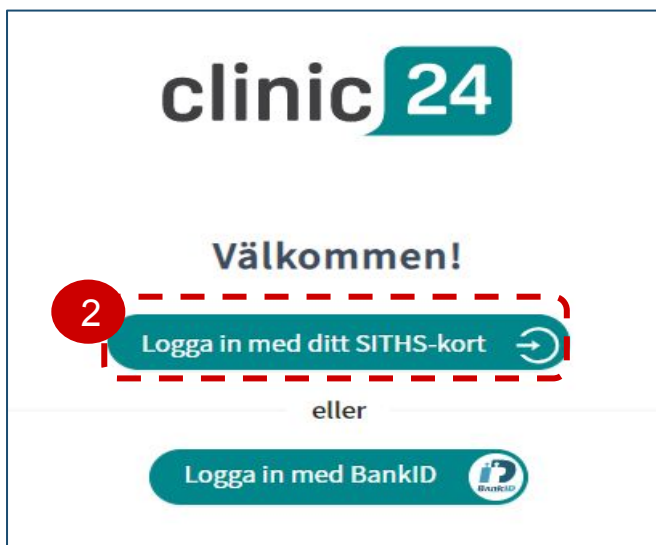 clinic 24
Välkommen!
2
Logga in med ditt SITHS-kort
eller
Logga in med BankID
BankID